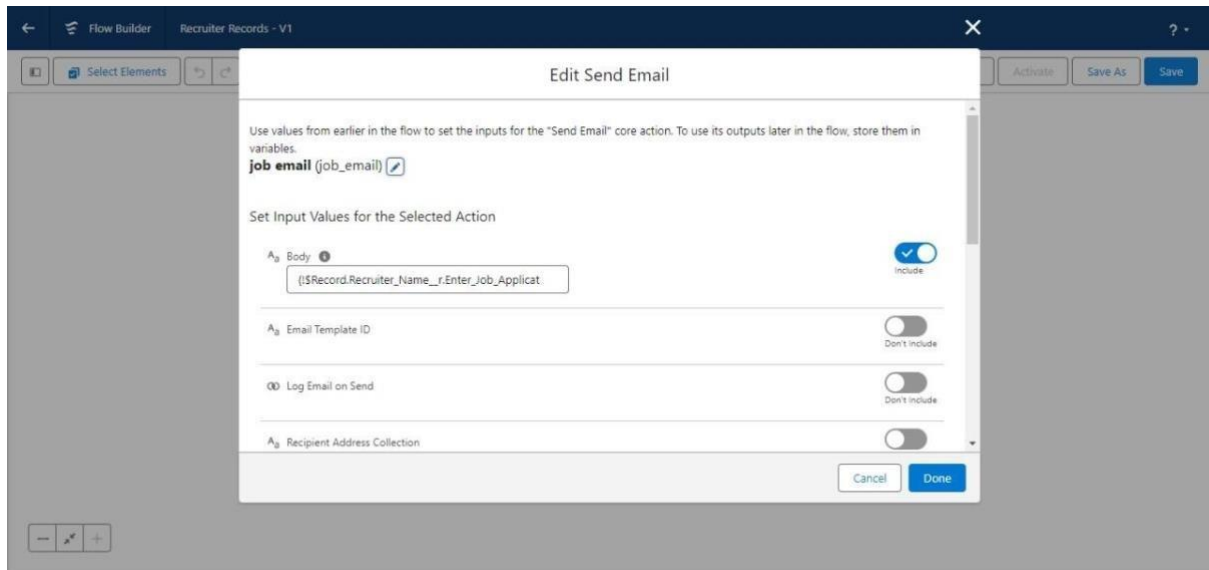 Flow Builder Recruiter Records - V1
?
Select Elements
Activate Save As Save
Edit Send Email
Use values from earlier in the flow to set the inputs for the "Send Email" core action. To use its outputs later in the flow, store them in
variables.
job email (job_email)
Set Input Values for the Selected Action
Aa Body
{!$Record.Recruiter_Name__r.Enter_Job_Applicat
Include
Aa Email Template ID
Don't Include
Log Email on Send
Don't Include
Aa Recipient Address Collection
Cancel Done